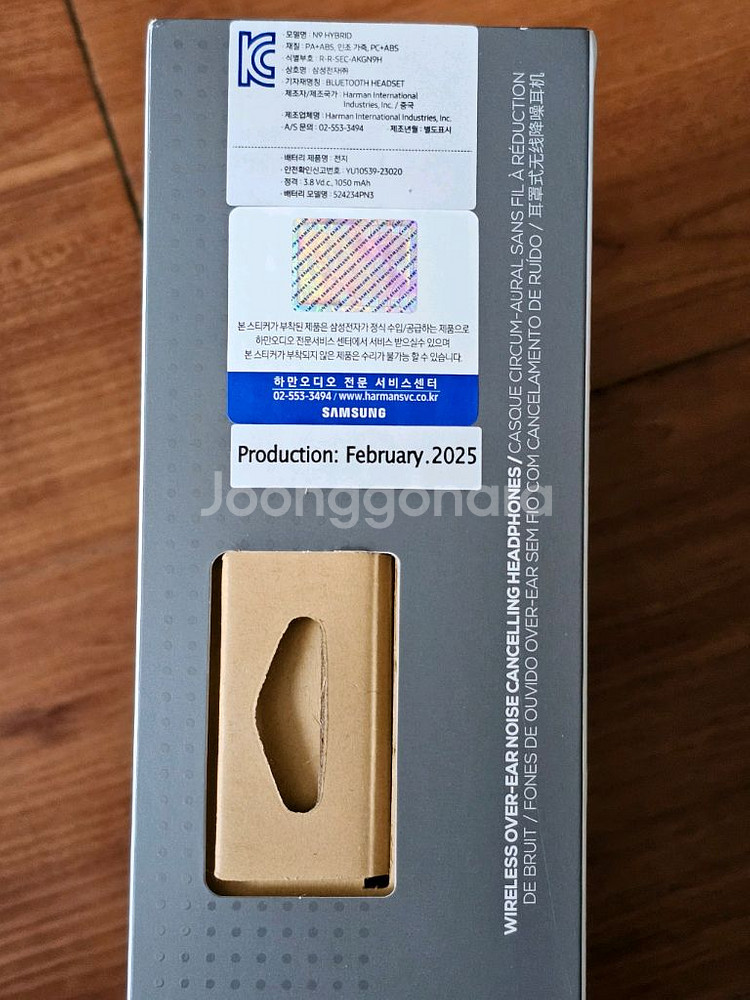 · 모델명 : N9 HYBRID
· 재질 : PA+ABS, 인조 가죽, PC+ABS
· 식별부호 : R-R-SEC-AKGN9H
· 상호명 : 삼성전자㈜
· 기자재명칭 : BLUETOOTH HEADSET
· 제조자/제조국가 : Harman International
Industries, Inc. / 중국
· 제조업체명 : Harman International Industries, Inc.
· A/S 문의 : 02-553-3494 제조년월 : 별도표시
· 배터리 제품명 : 전지
· 안전확인신고번호 : YU10539-23020
· 정격 : 3.8 Vd.c., 1050 mAh
· 배터리 모델명 : 524234PN3
본 스티커가 부착된 제품은 삼성전자가 정식 수입/공급하는 제품으로
하만오디오 전문서비스 센터에서 서비스 받으실수 있으며
본 스티커가 부착되지 않은 제품은 수리가 불가능 할 수 있습니다.
하만오디오 전문 서비스센터
02-553-3494 / www.harmansvc.co.kr
SAMSUNG
Production: February.2025
Joonggonara
WIRELESS OVER-EAR NOISE CANCELLING HEADPHONES / CASQUE CIRCUM-AURAL SANS FIL À RÉDUCTION
DE BRUIT / FONES DE OUVIDO OVER-EAR SEM FIO COM CANCELAMENTO DE RUÍDO / 耳罩式无线降噪耳机